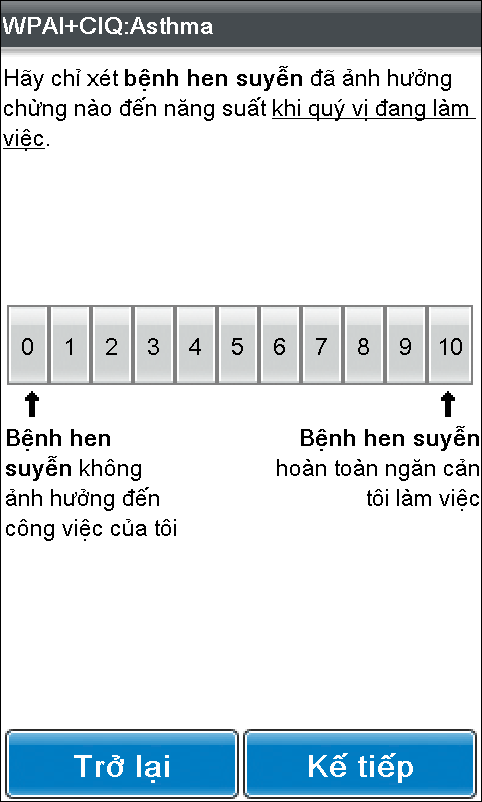 WPAI+CIQ:Asthma
Hãy chỉ xét bệnh hen suyễn đã ảnh hưởng
chừng nào đến năng suất khi quý vị đang làm
việc.
0 1 2 3 4 5 6 7 8 9 10
Bệnh hen
suyễn không
ảnh hưởng đến
công việc của tôi
Bệnh hen suyễn
hoàn toàn ngăn cản
tôi làm việc
Trở lại
Kế tiếp